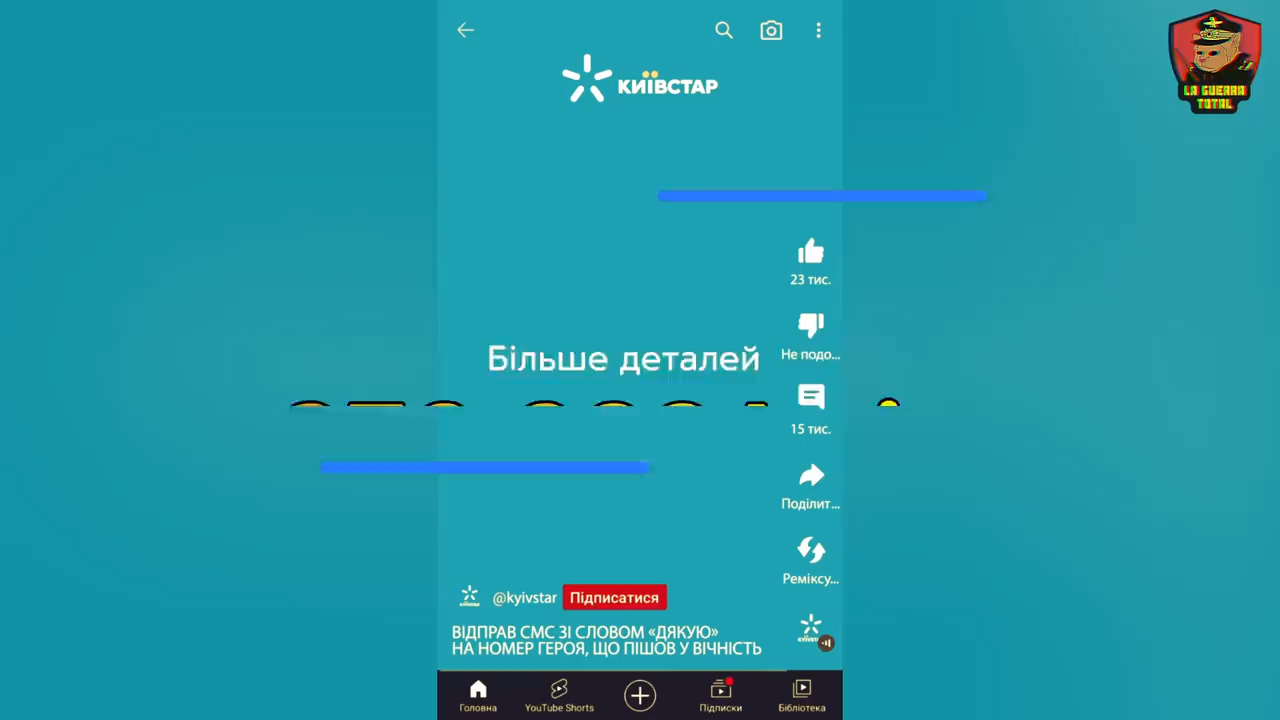 КИЇВСТАР
LA GUERRA
TOTAL
23 тис.
Більше деталей
Не подо...
15 тис.
Поділит...
Реміксу...
@kyivstar Підписатися
ВІДПРАВ СМС ЗІ СЛОВОМ «ДЯКУЮ»
НА НОМЕР ГЕРОЯ, ЩО ПІШОВ У ВІЧНІСТЬ
Головна
YouTube Shorts
Підписки
Бібліотека